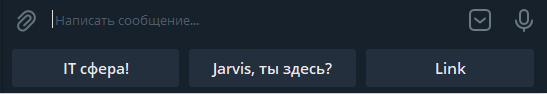 Написать сообщение...
IT сфера!
Jarvis, ты здесь?
Link